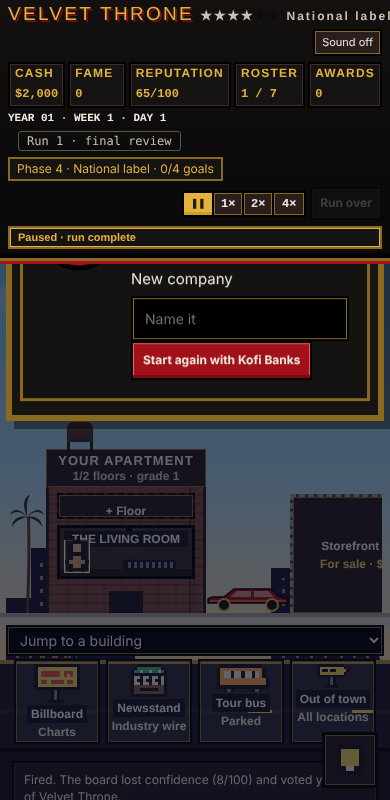 VELVET THRONE ★★★★★★ National label
Sound off
CASH FAME REPUTATION ROSTER AWARDS
$2,000 0 65/100 1 / 7 0
YEAR 01 · WEEK 1 · DAY 1
Run 1 · final review
Phase 4 · National label · 0/4 goals
1× 2× 4× Run over
Paused · run complete
New company
Name it
Start again with Kofi Banks
YOUR APARTMENT
1/2 floors · grade 1
+ Floor
THE LIVING ROOM
Storefront
For sale · $
Jump to a building
Billboard
Charts
Newsstand
Industry wire
Tour bus
Parked
Out of town
All locations
Fired. The board lost confidence (8/100) and voted y
of Velvet Throne.